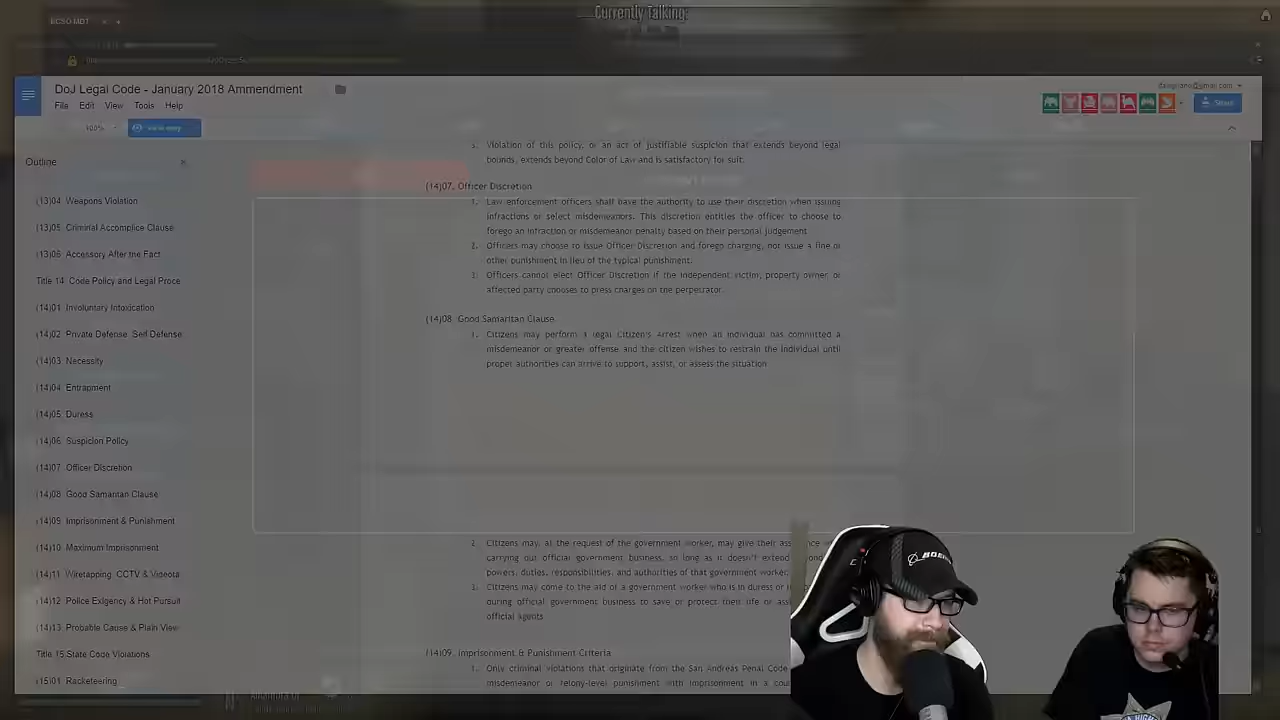 BCSO MDT
Currently Talking:
DoJ Legal Code - January 2018 Ammendment
File Edit View Tools Help
100%
View only
Share
Outline
(13)04 Weapons Violation
(13)05 Criminal Accomplice Clause
(13)06 Accessory After the Fact
Title 14 Code Policy and Legal Proce
(14)01 Involuntary Intoxication
(14)02 Private Defense Self Defense
(14)03 Necessity
(14)04 Entrapment
(14)05 Duress
(14)06 Suspicion Policy
(14)07 Officer Discretion
(14)08 Good Samaritan Clause
(14)09 Imprisonment & Punishment
(14)10 Maximum Imprisonment
(14)11 Wiretapping CCTV & Videota
(14)12 Police Exigency & Hot Pursuit
(14)13 Probable Cause & Plain View
Title 15 State Code Violations
(15)01 Racketeering
Violation of this policy, or an act of justifiable suspicion that extends beyond legal
bounds, extends beyond Color of Law and is satisfactory for suit.
(14)07. Officer Discretion
1. Law enforcement officers shall have the authority to use their discretion when issuing
infractions or select misdemeanors. This discretion entitles the officer to choose to
forego an infraction or misdemeanor penalty based on their personal judgement
2. Officers may choose to issue Officer Discretion and forego charging, not issue a fine or
other punishment in lieu of the typical punishment.
3. Officers cannot elect Officer Discretion if the independent victim, property owner or
affected party chooses to press charges on the perpetrator.
(14)08 Good Samaritan Clause
1. Citizens may perform a legal Citizen's Arrest when an individual has committed a
misdemeanor or greater offense and the citizen wishes to restrain the individual until
proper authorities can arrive to support, assist, or assess the situation
2. Citizens may, at the request of the government worker, may give their
carrying out official government business, so long as it doesn't extend
powers, duties, responsibilities, and authorities of that government worker.
3. Citizens may come to the aid of a government worker who is in duress or
during official government business to save or protect their life or
official agents
(14)09. Imprisonment & Punishment Criteria
1. Only criminal violations that originate from the San Andreas Penal Code
misdemeanor or felony-level punishment with imprisonment in a
BOEING